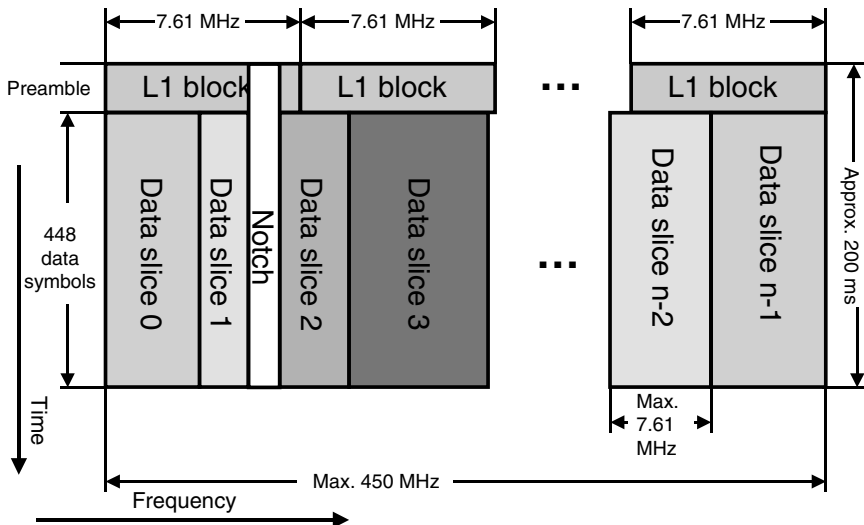 7.61 MHz
7.61 MHz
7.61 MHz
Preamble
L1 block
L1 block
...
L1 block
448
data
symbols
Data slice 0
Data slice 1
Notch
Data slice 2
Data slice 3
...
Data slice n-2
Data slice n-1
Approx. 200 ms
Time
Max.
7.61
MHz
Max. 450 MHz
Frequency